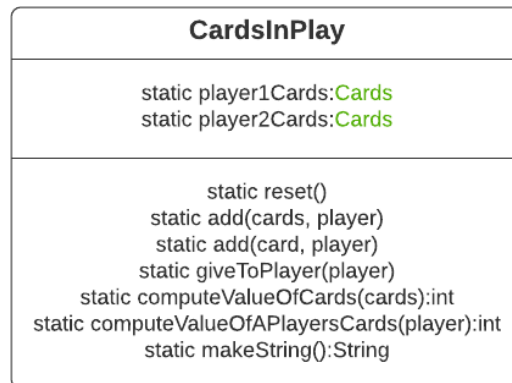 CardsInPlay
static player1Cards:Cards
static player2Cards:Cards
static reset()
static add(cards, player)
static add(card, player)
static giveToPlayer(player)
static computeValueOfCards(cards):int
static computeValueOfAPlayersCards(player):int
static makeString():String